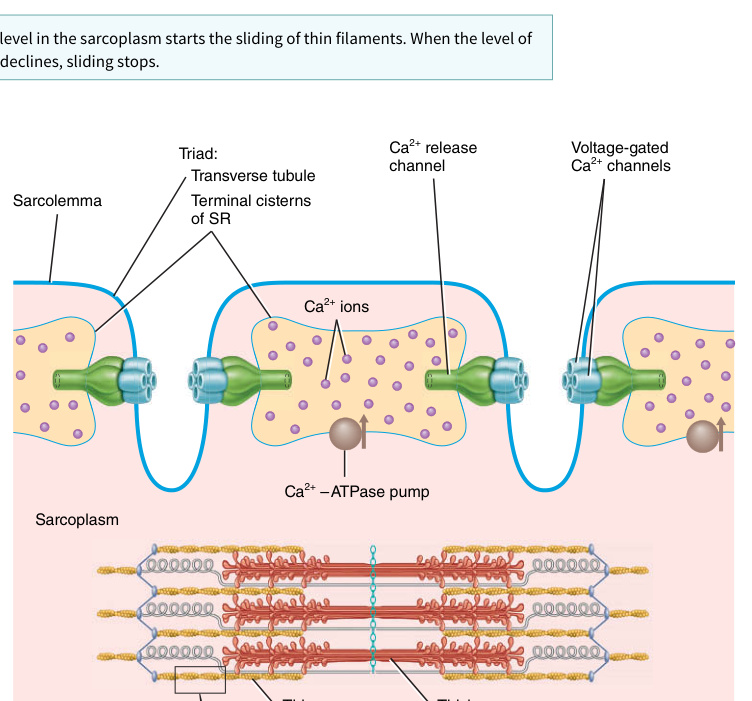 level in the sarcoplasm starts the sliding of thin filaments. When the level of
declines, sliding stops.
Triad:
Transverse tubule
Terminal cisterns
of SR
Ca²⁺ release
channel
Voltage-gated
Ca²⁺ channels
Sarcolemma
Ca²⁺ ions
Ca²⁺ –ATPase pump
Sarcoplasm